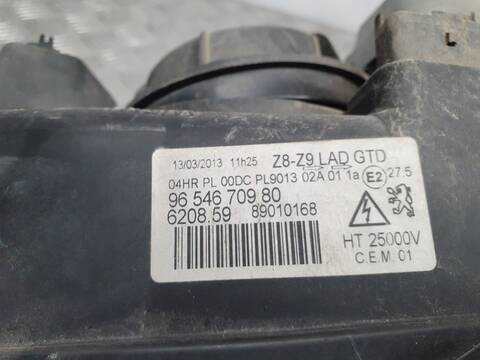 13/03/2013 11h25 Z8-Z9 LAD GTD
04HR PL 00DC PL9013 02A 01 1a E2 27.5
96 546 709 80
6208.59 89010168
HT 25000V
C.E.M. 01